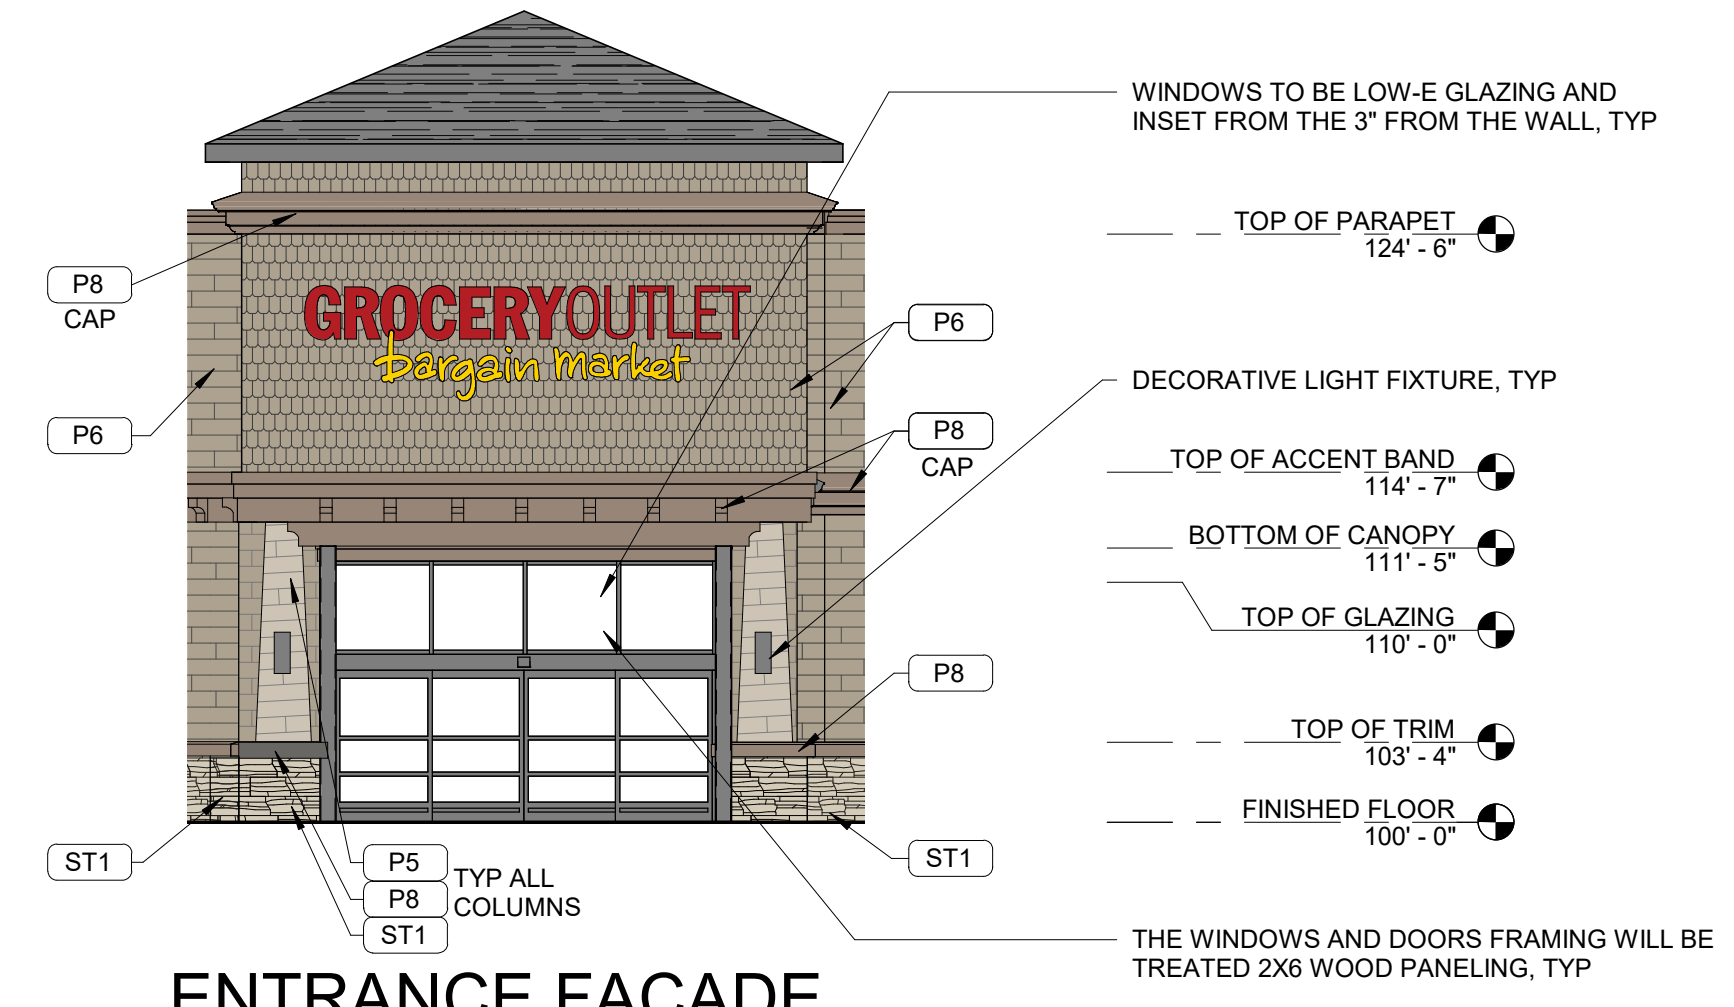 WINDOWS TO BE LOW-E GLAZING AND
INSET FROM THE 3" FROM THE WALL, TYP
TOP OF PARAPET
124' - 6"
P8
CAP
GROCERYOUTLET
bargain market
P6
P6
DECORATIVE LIGHT FIXTURE, TYP
P8
CAP
TOP OF ACCENT BAND
114' - 7"
BOTTOM OF CANOPY
111' - 5"
TOP OF GLAZING
110' - 0"
P8
TOP OF TRIM
103' - 4"
FINISHED FLOOR
100' - 0"
ST1
ST1
P5
P8
ST1
TYP ALL
COLUMNS
THE WINDOWS AND DOORS FRAMING WILL BE
TREATED 2X6 WOOD PANELING, TYP
ENTRANCE FACADE